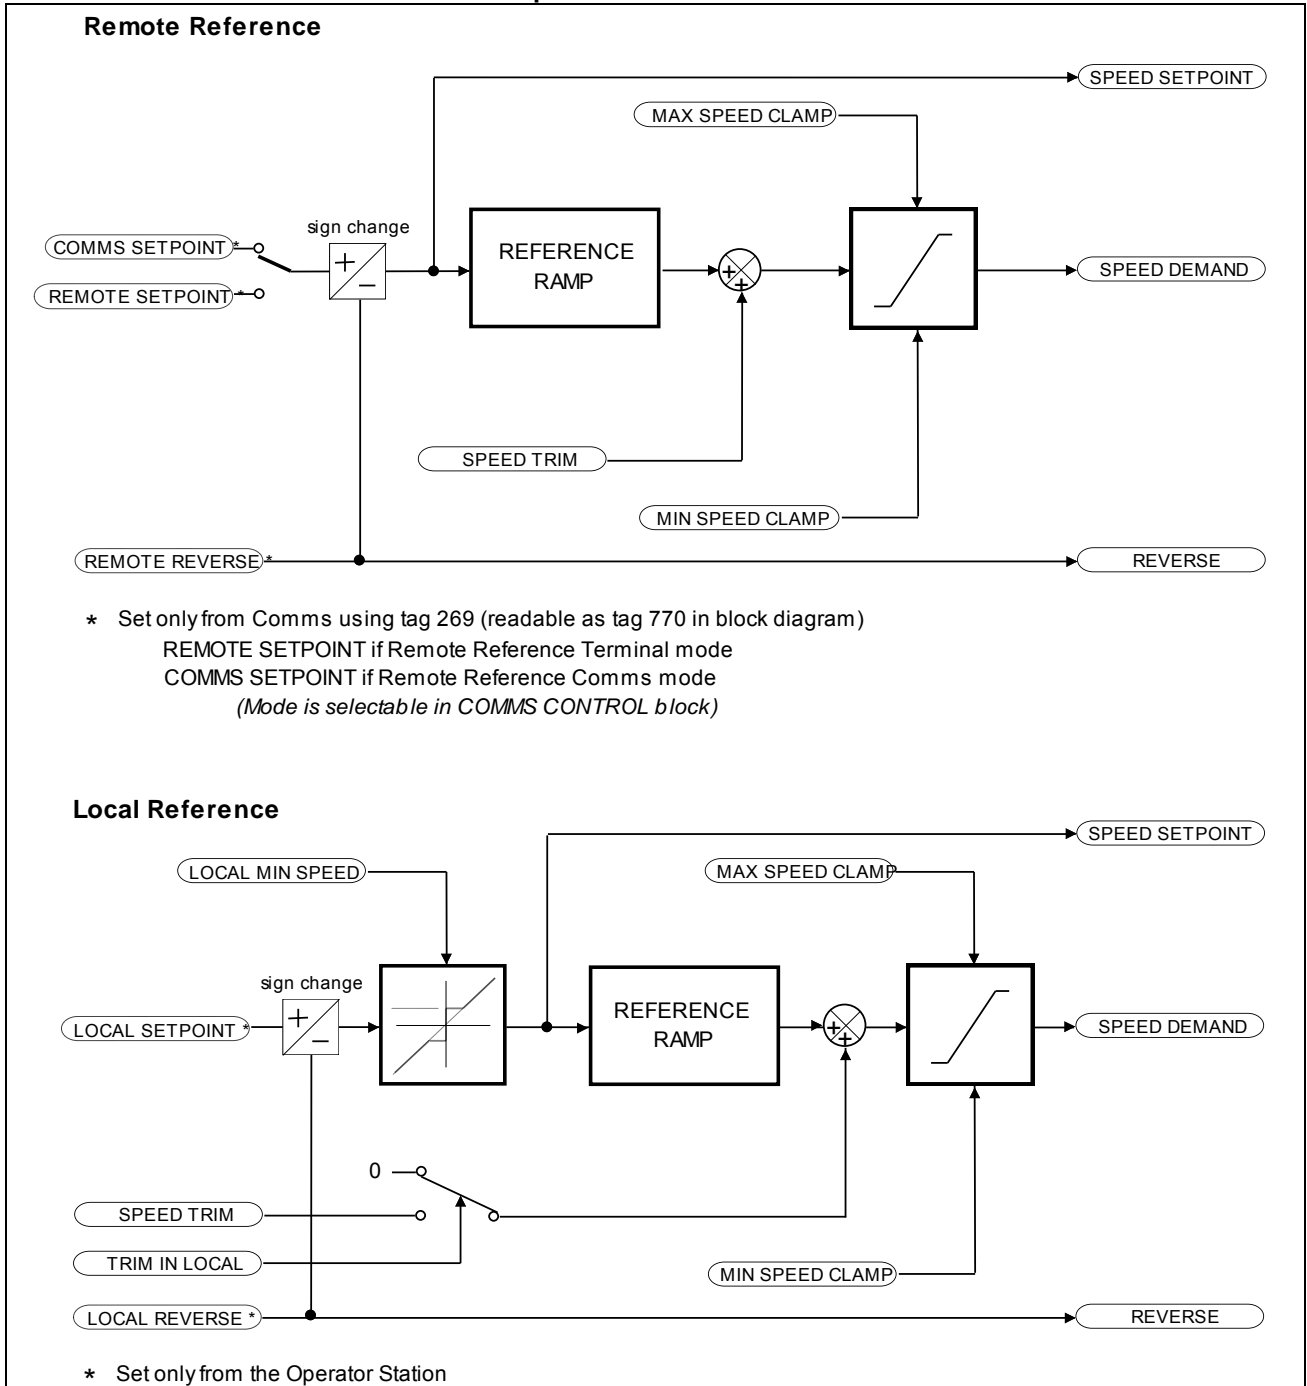 Remote Reference
SPEED SETPOINT
MAX SPEED CLAMP
sign change
COMMS SETPOINT *
+
−
REFERENCE
RAMP
+
+
SPEED DEMAND
REMOTE SETPOINT *
SPEED TRIM
MIN SPEED CLAMP
REMOTE REVERSE *
REVERSE
* Set only from Comms using tag 269 (readable as tag 770 in block diagram)
REMOTE SETPOINT if Remote Reference Terminal mode
COMMS SETPOINT if Remote Reference Comms mode
(Mode is selectable in COMMS CONTROL block)
Local Reference
SPEED SETPOINT
LOCAL MIN SPEED
MAX SPEED CLAMP
sign change
LOCAL SETPOINT *
+
−
REFERENCE
RAMP
+
+
SPEED DEMAND
0
SPEED TRIM
TRIM IN LOCAL
MIN SPEED CLAMP
LOCAL REVERSE *
REVERSE
* Set only from the Operator Station